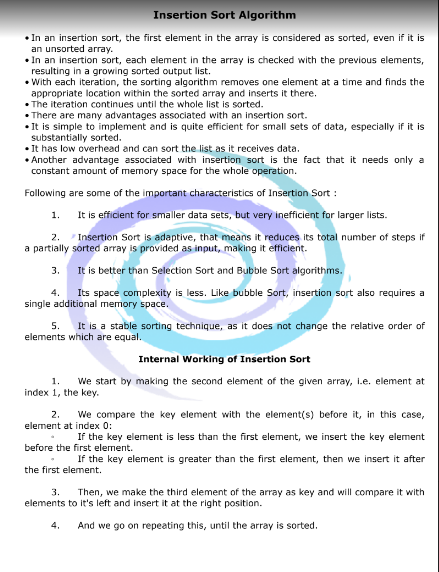 Insertion Sort Algorithm
• In an insertion sort, the first element in the array is considered as sorted, even if it is
an unsorted array.
• In an insertion sort, each element in the array is checked with the previous elements,
resulting in a growing sorted output list.
• With each iteration, the sorting algorithm removes one element at a time and finds the
appropriate location within the sorted array and inserts it there.
• The iteration continues until the whole list is sorted.
• There are many advantages associated with an insertion sort.
• It is simple to implement and is quite efficient for small sets of data, especially if it is
substantially sorted.
• It has low overhead and can sort the list as it receives data.
• Another advantage associated with insertion sort is the fact that it needs only a
constant amount of memory space for the whole operation.
Following are some of the important characteristics of Insertion Sort :
1. It is efficient for smaller data sets, but very inefficient for larger lists.
2. Insertion Sort is adaptive, that means it reduces its total number of steps if
a partially sorted array is provided as input, making it efficient.
3. It is better than Selection Sort and Bubble Sort algorithms.
4. Its space complexity is less. Like bubble Sort, insertion sort also requires a
single additional memory space.
5. It is a stable sorting technique, as it does not change the relative order of
elements which are equal.
Internal Working of Insertion Sort
1. We start by making the second element of the given array, i.e. element at
index 1, the key.
2. We compare the key element with the element(s) before it, in this case,
element at index 0:
◦ If the key element is less than the first element, we insert the key element
before the first element.
◦ If the key element is greater than the first element, then we insert it after
the first element.
3. Then, we make the third element of the array as key and will compare it with
elements to it's left and insert it at the right position.
4. And we go on repeating this, until the array is sorted.